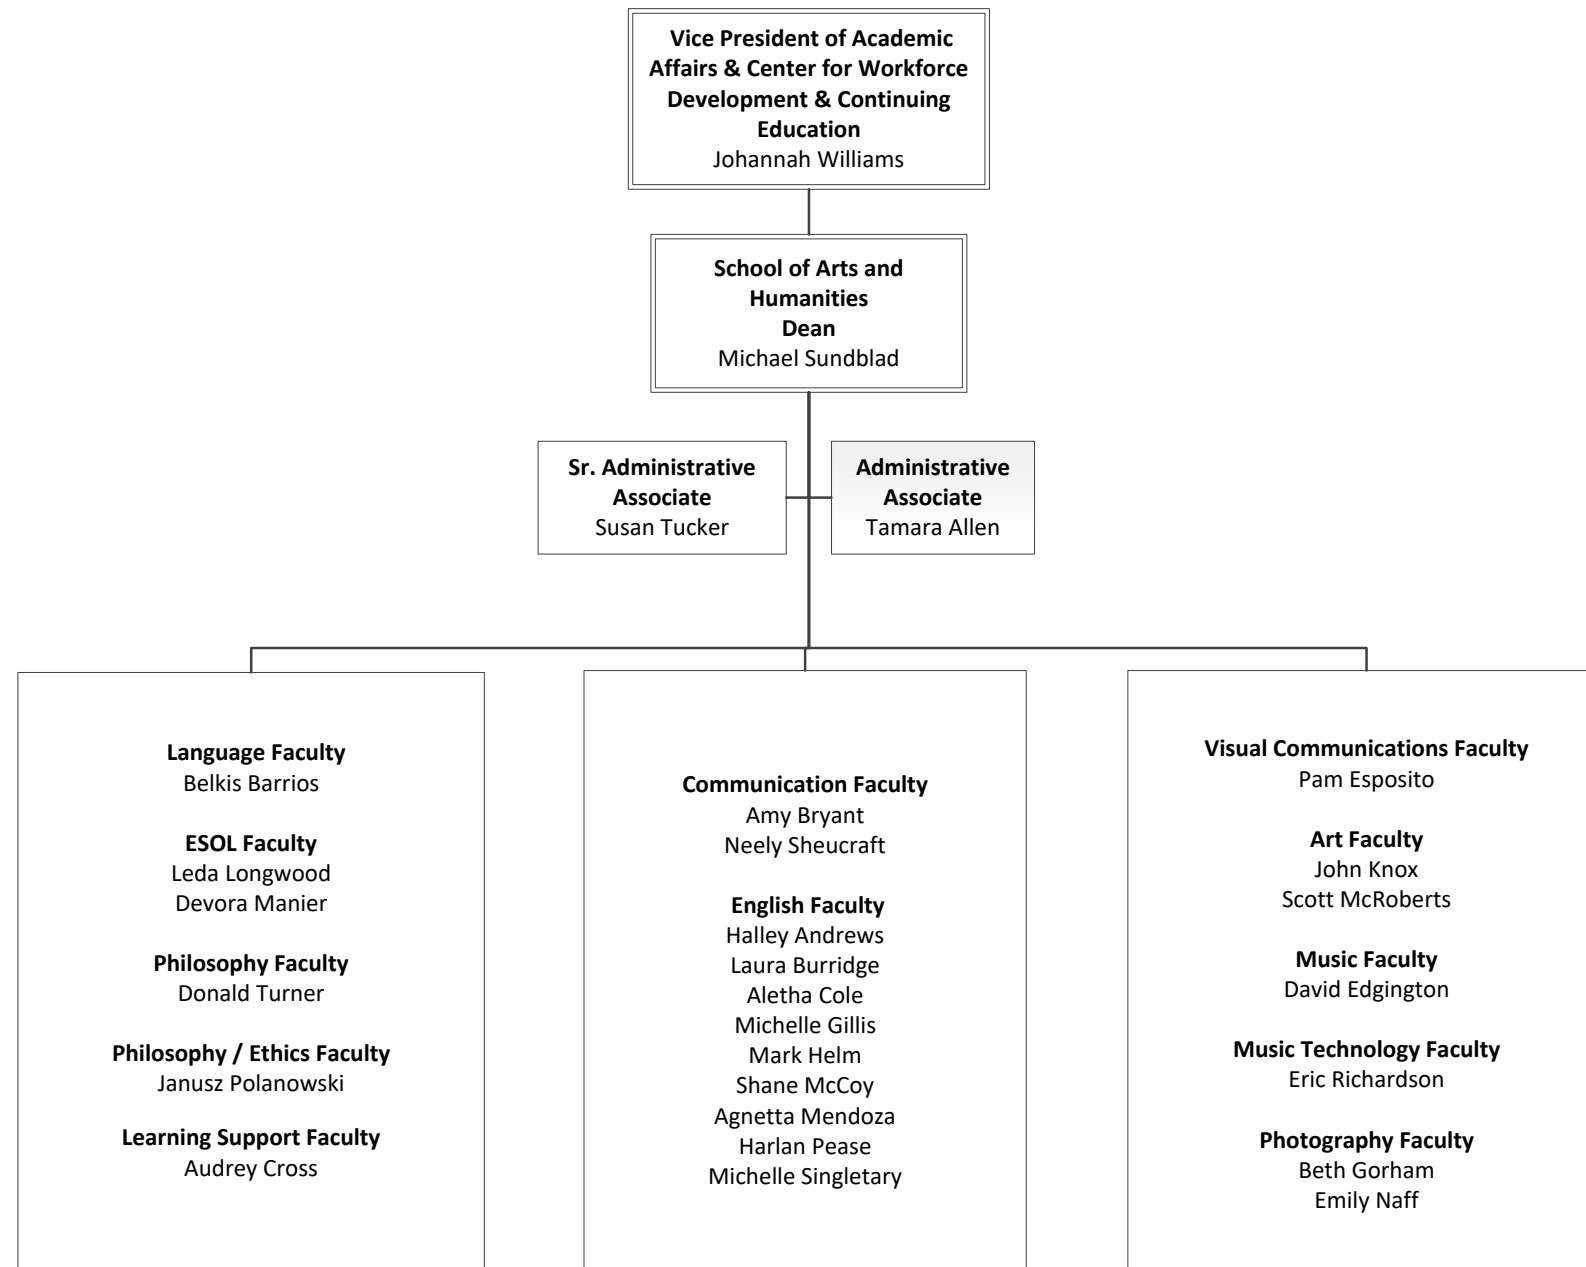 Vice President of Academic
Affairs & Center for Workforce
Development & Continuing
Education
Johannah Williams
School of Arts and
Humanities
Dean
Michael Sundblad
Sr. Administrative
Associate
Susan Tucker
Administrative
Associate
Tamara Allen
Language Faculty
Belkis Barrios
ESOL Faculty
Leda Longwood
Devora Manier
Philosophy Faculty
Donald Turner
Philosophy / Ethics Faculty
Janusz Polanowski
Learning Support Faculty
Audrey Cross
Communication Faculty
Amy Bryant
Neely Sheucraft
English Faculty
Halley Andrews
Laura Burridge
Aletha Cole
Michelle Gillis
Mark Helm
Shane McCoy
Agnetta Mendoza
Harlan Pease
Michelle Singletary
Visual Communications Faculty
Pam Esposito
Art Faculty
John Knox
Scott McRoberts
Music Faculty
David Edgington
Music Technology Faculty
Eric Richardson
Photography Faculty
Beth Gorham
Emily Naff